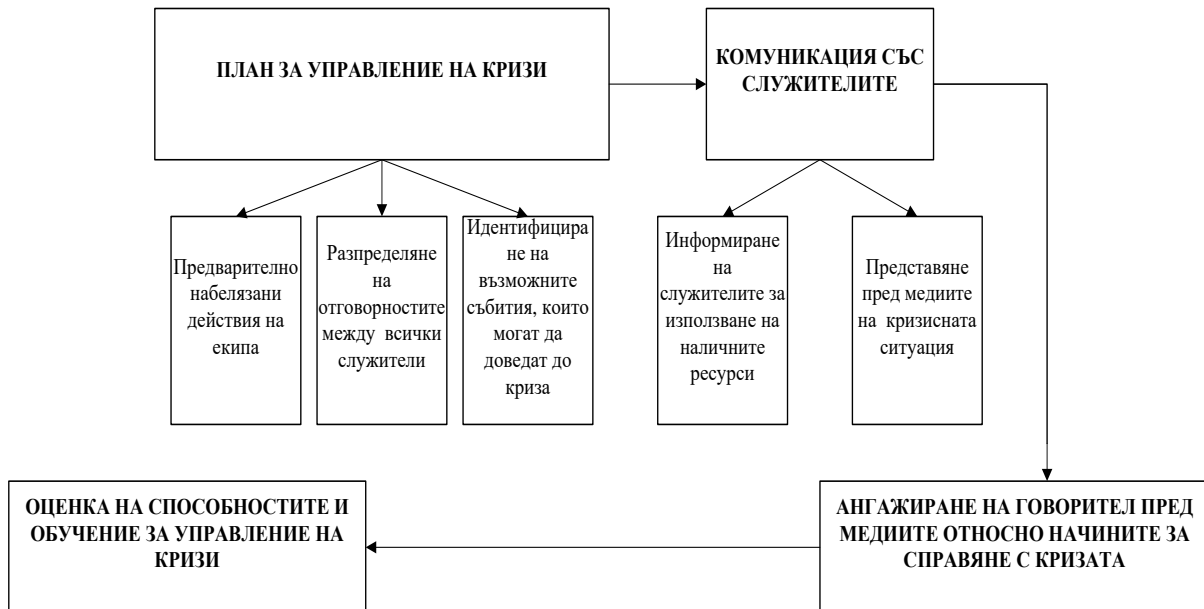 ПЛАН ЗА УПРАВЛЕНИЕ НА КРИЗИ
КОМУНИКАЦИЯ СЪС
СЛУЖИТЕЛИТЕ
Предварително
набелязани
действия на
екипа
Разпределяне
на
отговорностите
между всички
служители
Идентифицира
не на
възможните
събития, които
могат да
доведат до
криза
Информиране
на
служителите за
използване на
наличните
ресурси
Представяне
пред медиите
на кризисната
ситуация
ОЦЕНКА НА СПОСОБНОСТИТЕ И
ОБУЧЕНИЕ ЗА УПРАВЛЕНИЕ НА
КРИЗИ
АНГАЖИРАНЕ НА ГОВОРИТЕЛ ПРЕД
МЕДИИТЕ ОТНОСНО НАЧИНИТЕ ЗА
СПРАВЯНЕ С КРИЗАТА